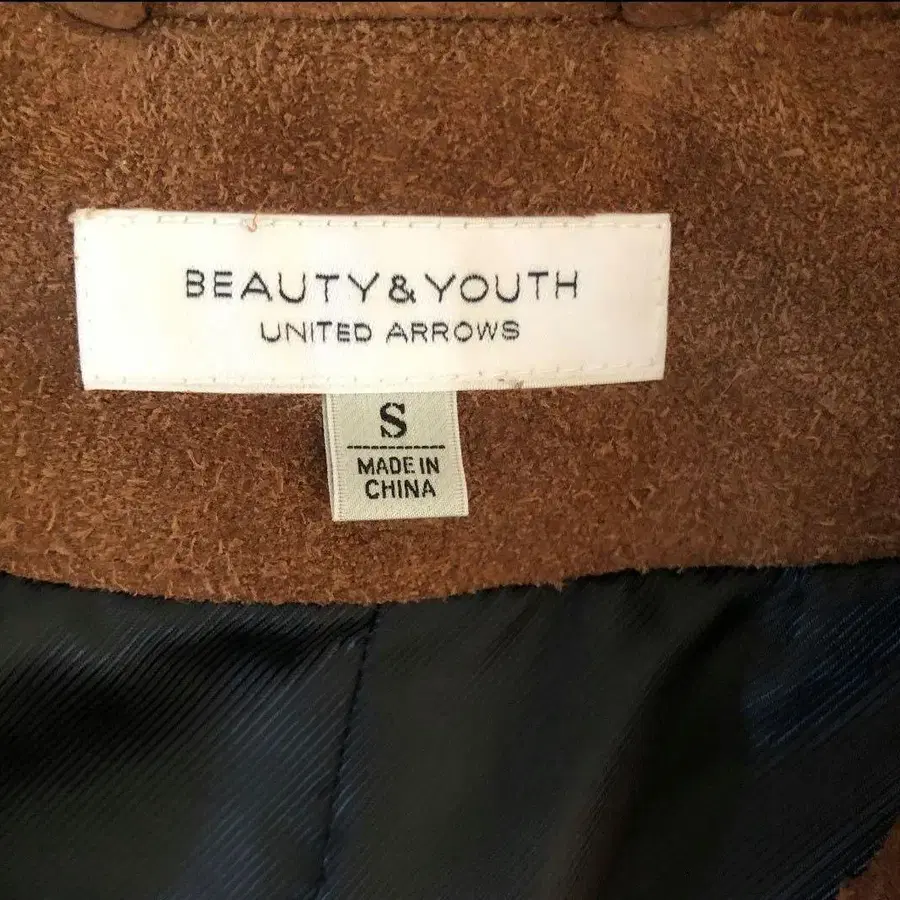 BEAUTY & YOUTH
UNITED ARROWS
S
MADE IN
CHINA